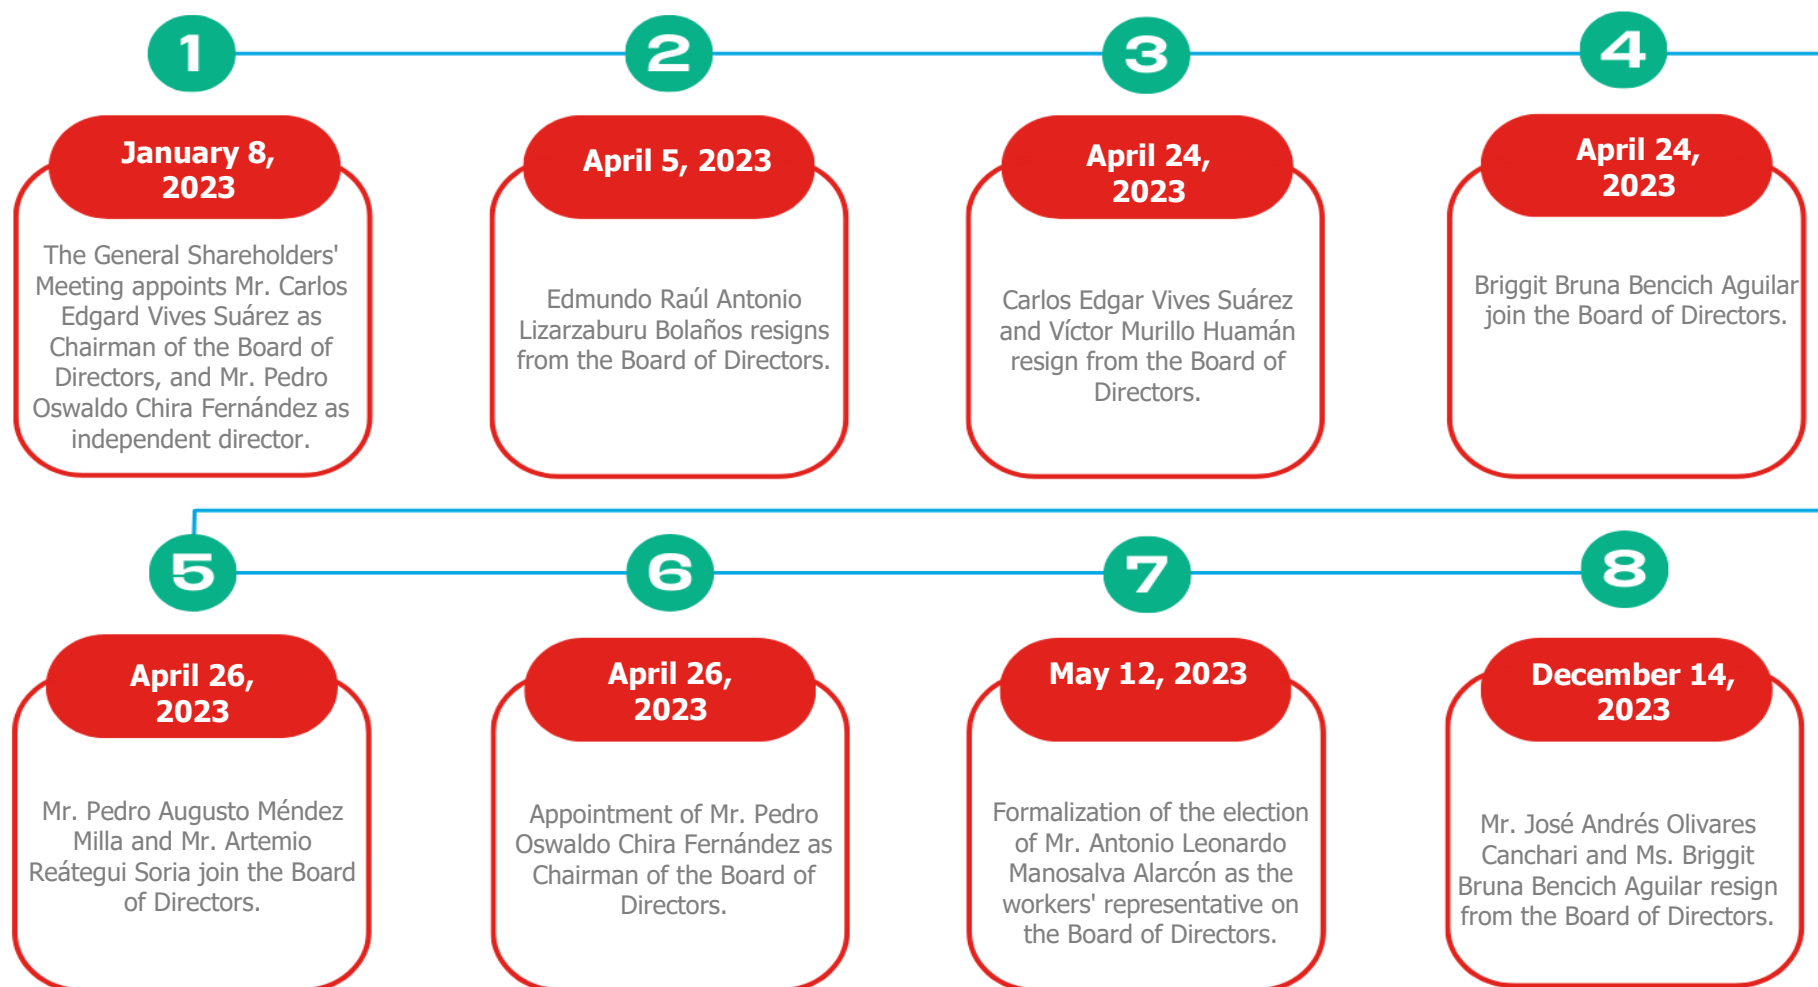 1
January 8,
2023
The General Shareholders'
Meeting appoints Mr. Carlos
Edgard Vives Suárez as
Chairman of the Board of
Directors, and Mr. Pedro
Oswaldo Chira Fernández as
independent director.
2
April 5, 2023
Edmundo Raúl Antonio
Lizarzaburu Bolaños resigns
from the Board of Directors.
3
April 24,
2023
Carlos Edgar Vives Suárez
and Víctor Murillo Huamán
resign from the Board of
Directors.
4
April 24,
2023
Briggit Bruna Bencich Aguilar
join the Board of Directors.
5
April 26,
2023
Mr. Pedro Augusto Méndez
Milla and Mr. Artemio
Reátegui Soria join the Board
of Directors.
6
April 26,
2023
Appointment of Mr. Pedro
Oswaldo Chira Fernández as
Chairman of the Board of
Directors.
7
May 12, 2023
Formalization of the election
of Mr. Antonio Leonardo
Manosalva Alarcón as the
workers' representative on
the Board of Directors.
8
December 14,
2023
Mr. José Andrés Olivares
Canchari and Ms. Briggit
Bruna Bencich Aguilar resign
from the Board of Directors.